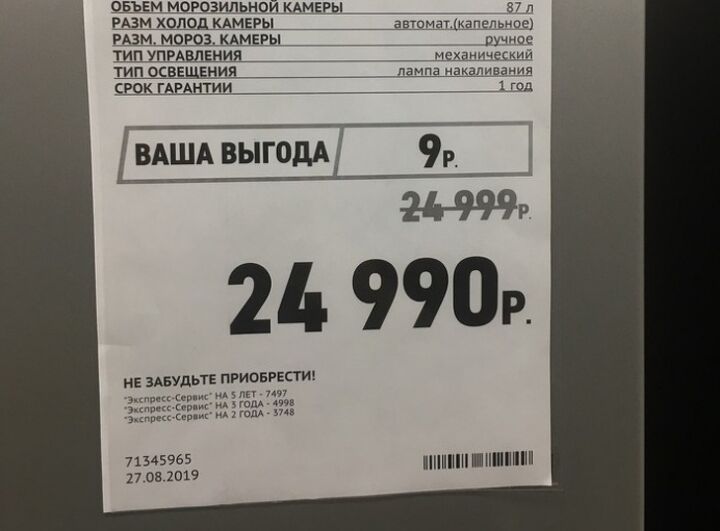 ОБЪЕМ МОРОЗИЛЬНОЙ КАМЕРЫ 87 л
РАЗМ ХОЛОД КАМЕРЫ автомат.(капельное)
РАЗМ. МОРОЗ. КАМЕРЫ ручное
ТИП УПРАВЛЕНИЯ механический
ТИП ОСВЕЩЕНИЯ лампа накаливания
СРОК ГАРАНТИИ 1 год
ВАША ВЫГОДА 9Р.
24 999Р.
24 990Р.
НЕ ЗАБУДЬТЕ ПРИОБРЕСТИ!
"Экспресс-Сервис" НА 5 ЛЕТ - 7497
"Экспресс-Сервис" НА 3 ГОДА - 4998
"Экспресс-Сервис" НА 2 ГОДА - 3748
71345965
27.08.2019